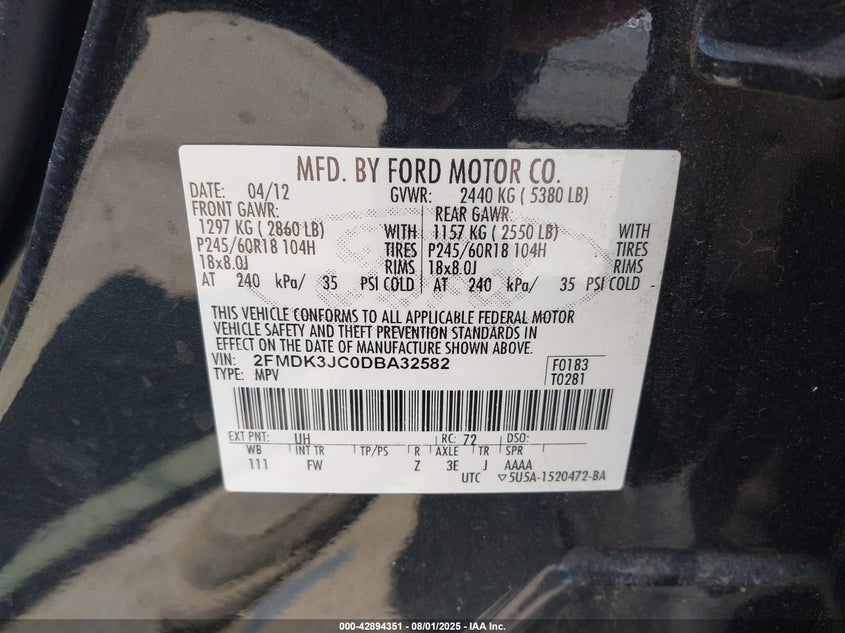 MFD. BY FORD MOTOR CO.
DATE: 04/12 GVWR: 2440 KG ( 5380 LB)
FRONT GAWR: REAR GAWR:
1297 KG ( 2860 LB) WITH 1157 KG ( 2550 LB) WITH
P245/60R18 104H TIRES P245/60R18 104H TIRES
18x8.0J RIMS 18x8.0J RIMS
AT 240 kPa/ 35 PSI COLD AT 240 kPa/ 35 PSI COLD
THIS VEHICLE CONFORMS TO ALL APPLICABLE FEDERAL MOTOR
VEHICLE SAFETY AND THEFT PREVENTION STANDARDS IN
EFFECT ON THE DATE OF MANUFACTURE SHOWN ABOVE.
VIN: 2FMDK3JC0DBA32582 F0183
TYPE: MPV T0281
EXT PNT: UH RC: 72 DSO:
WB INT TR TP/PS R AXLE TR SPR
111 FW Z 3E J AAAA
UTC ▽5U5A-1520472-BA
000-42894351 - 08/01/2025 - IAA Inc.